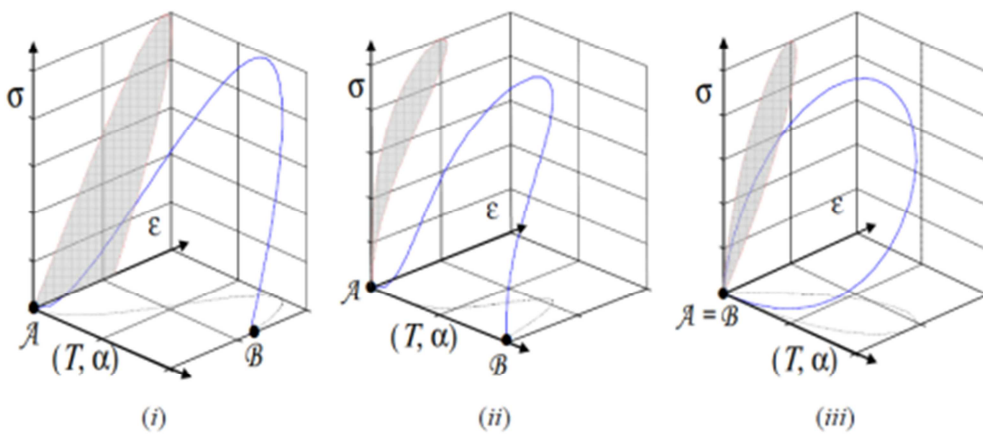 σ
ε
𝒜
(T, α)
ℬ
(i)
σ
ε
𝒜
(T, α)
ℬ
(ii)
σ
ε
𝒜 = ℬ
(T, α)
(iii)